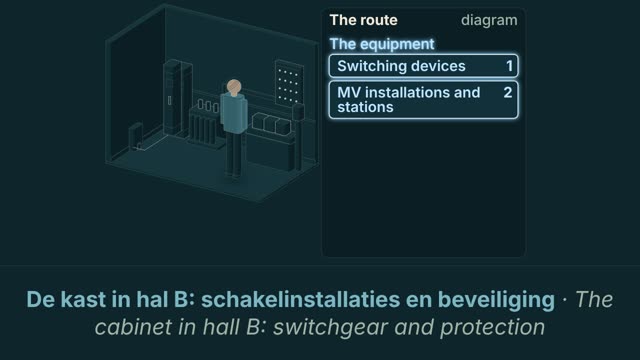 The route diagram
The equipment
Switching devices 1
MV installations and 2
stations
De kast in hal B: schakelinstallaties en beveiliging · The
cabinet in hall B: switchgear and protection